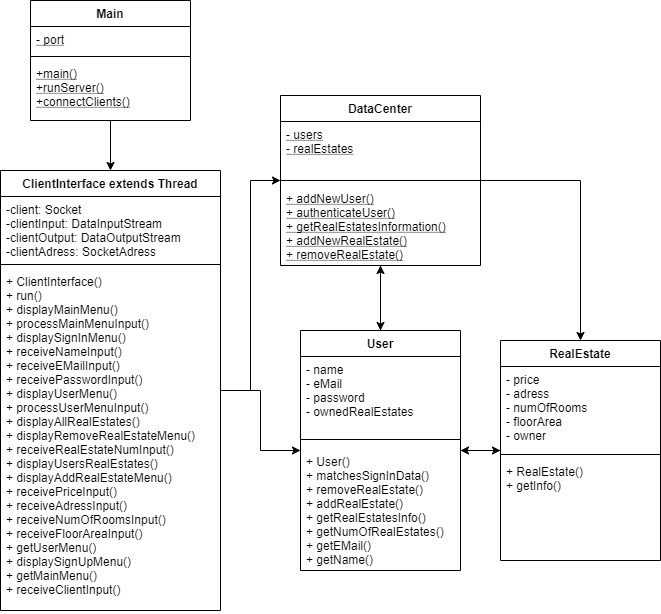 Main
- port
+main()
+runServer()
+connectClients()
DataCenter
- users
- realEstates
+ addNewUser()
+ authenticateUser()
+ getRealEstatesInformation()
+ addNewRealEstate()
+ removeRealEstate()
ClientInterface extends Thread
-client: Socket
-clientInput: DataInputStream
-clientOutput: DataOutputStream
-clientAdress: SocketAdress
+ ClientInterface()
+ run()
+ displayMainMenu()
+ processMainMenuInput()
+ displaySignInMenu()
+ receiveNameInput()
+ receiveEMailInput()
+ receivePasswordInput()
+ displayUserMenu()
+ processUserMenuInput()
+ displayAllRealEstates()
+ displayRemoveRealEstateMenu()
+ receiveRealEstateNumInput()
+ displayUsersRealEstates()
+ displayAddRealEstateMenu()
+ receivePriceInput()
+ receiveAdressInput()
+ receiveNumOfRoomsInput()
+ receiveFloorAreaInput()
+ getUserMenu()
+ displaySignUpMenu()
+ getMainMenu()
+ receiveClientInput()
User
- name
- eMail
- password
- ownedRealEstates
+ User()
+ matchesSignInData()
+ removeRealEstate()
+ addRealEstate()
+ getRealEstatesInfo()
+ getNumOfRealEstates()
+ getEMail()
+ getName()
RealEstate
- price
- adress
- numOfRooms
- floorArea
- owner
+ RealEstate()
+ getInfo()